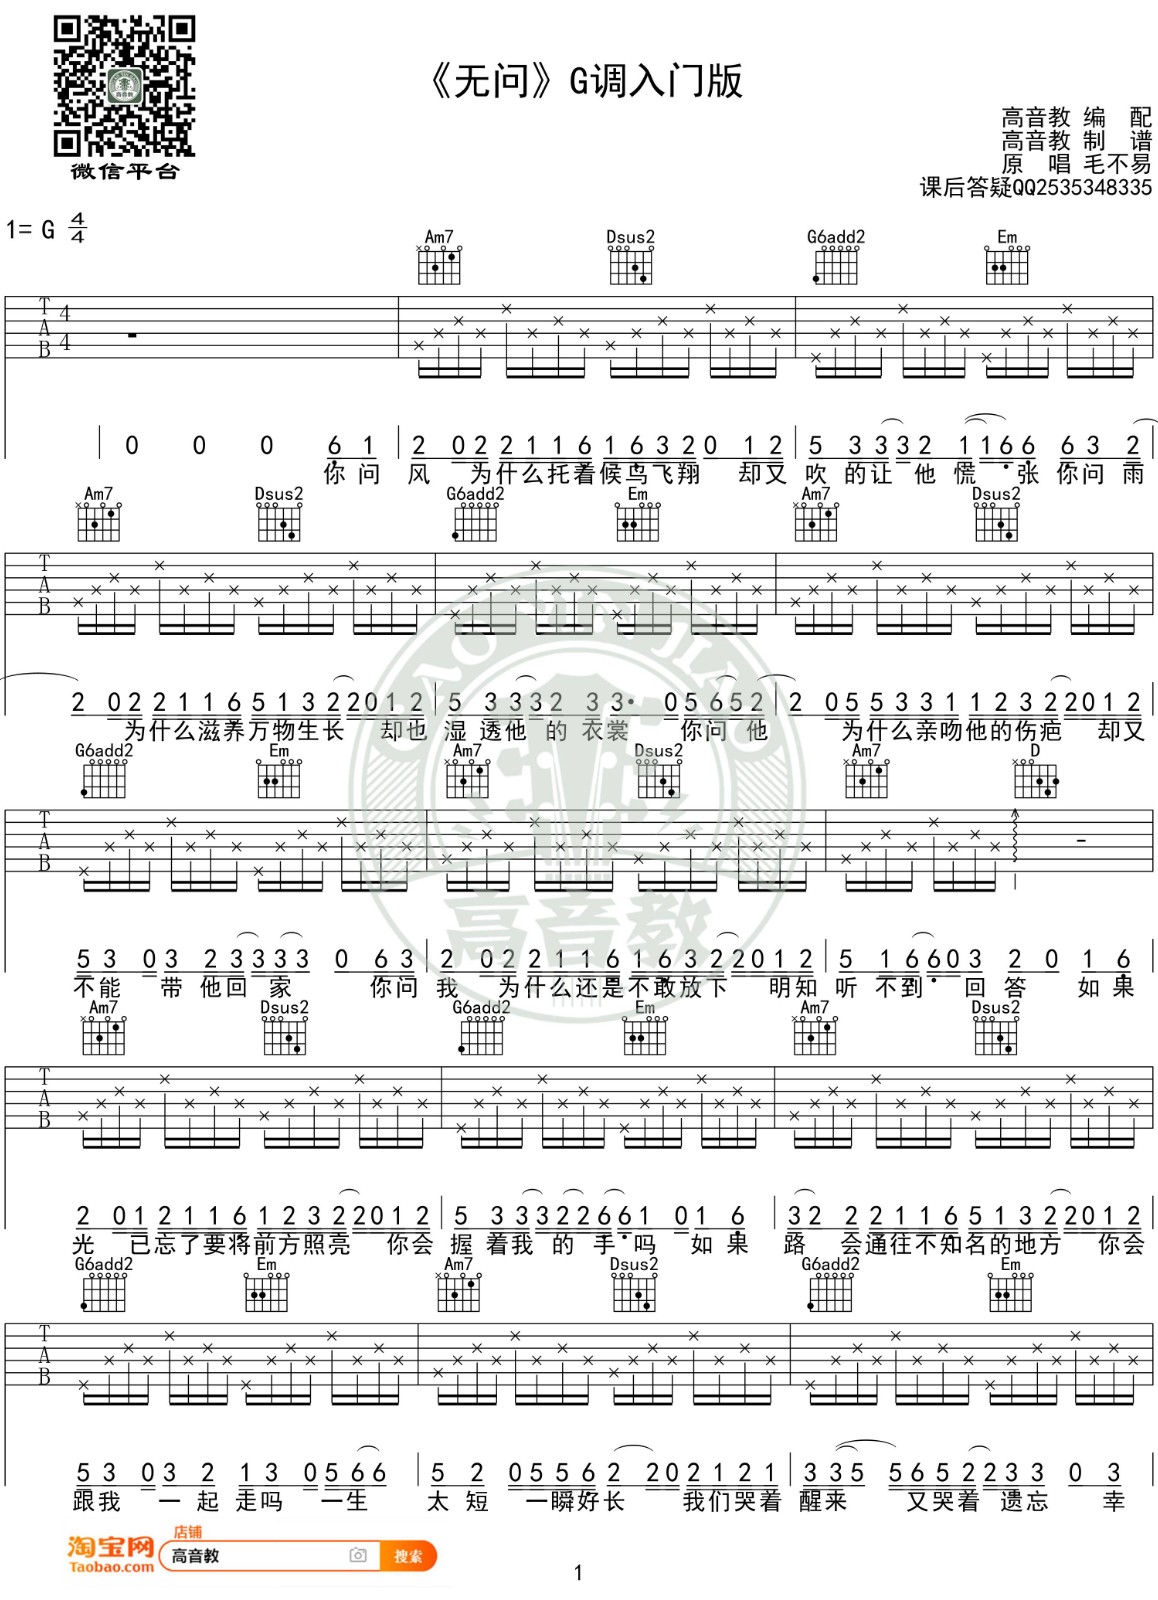 《无问》G调入门版
微信平台
高音教 编 配
高音教 制 谱
原 唱 毛不易
课后答疑QQ2535348335
1= G 4/4
Am7 Dsus2 G6add2 Em
T A B 4 4
0 0 0 6 1 2 0 2 2 1 1 6 1 6 3 2 0 1 2 5 3 3 3 2 1 1 6 6 6 3 2
你问 风 为什么托着候鸟飞翔 却又 吹的让 他 慌 张 你问 雨
Am7 Dsus2 G6add2 Em Am7 Dsus2
T A B
2 0 2 2 1 1 6 5 1 3 2 2 0 1 2 5 3 3 3 2 3 3· 0 5 6 5 2 2 0 5 5 3 3 1 1 2 3 2 2 0 1 2
为什么滋养万物生长 却也 湿 透他 的 衣裳 你问 他 为什么亲吻他的伤疤 却又
G6add2 Em Am7 Dsus2 Am7 D
T A B
5 3 0 3 2 3 3 3 3 0 6 3 2 0 2 2 1 1 6 1 6 3 2 2 0 1 2 5 1 6 6 0 3 2 0 1 6
不能 带 他回 家 你问 我 为什么还是不敢放下 明知 听 不到 回 答 如果
Am7 Dsus2 G6add2 Em Am7 Dsus2
T A B
2 0 1 2 1 1 6 1 2 3 2 2 0 1 2 5 3 3 3 2 2 6 6 1 0 1 6 3 2 2 2 1 1 6 5 1 3 2 2 0 1 2
光 已忘了要将前方照亮 你会 握 着我 的 手 吗 如果 路 会通往不知名的地方 你会
G6add2 Em Am7 Dsus2 G6add2 Em
T A B
5 3 0 3 2 1 3 0 5 6 6 5 2 0 5 5 6 2 2 0 2 1 2 1 3 3 5 5 6 5 2 2 3 3 0 3
跟我 一 起 走吗 一生 太 短 一瞬好长 我们哭着 醒来 又哭着 遗忘 幸
高音教
GAO YIN JIAO
淘宝网
Taobao.com
店铺
高音教
搜索
1